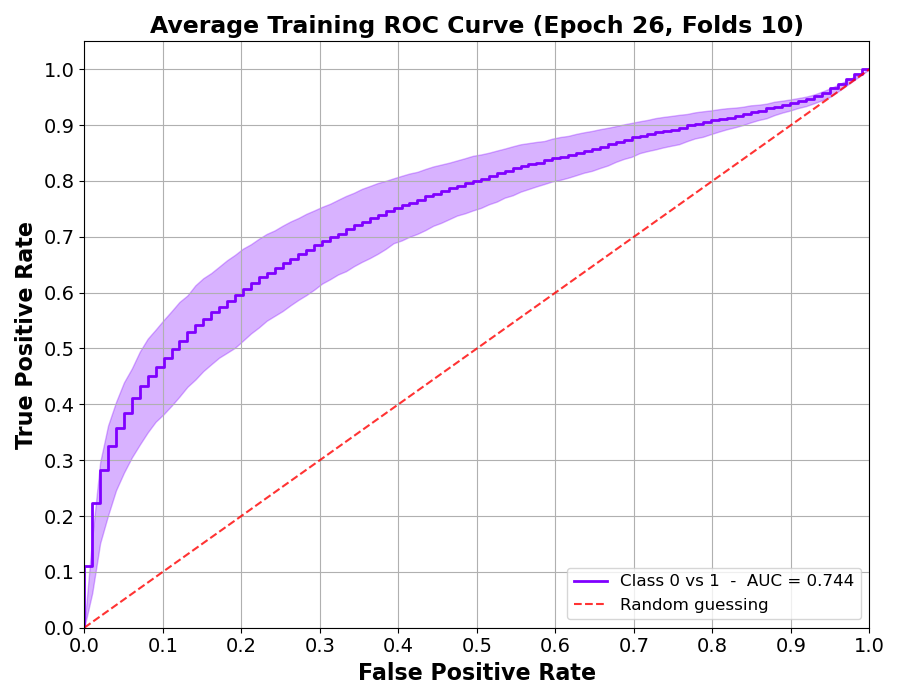 Average Training ROC Curve (Epoch 26, Folds 10)
True Positive Rate
1.0
0.9
0.8
0.7
0.6
0.5
0.4
0.3
0.2
0.1
0.0
Class 0 vs 1 - AUC = 0.744
Random guessing
0.0 0.1 0.2 0.3 0.4 0.5 0.6 0.7 0.8 0.9 1.0
False Positive Rate